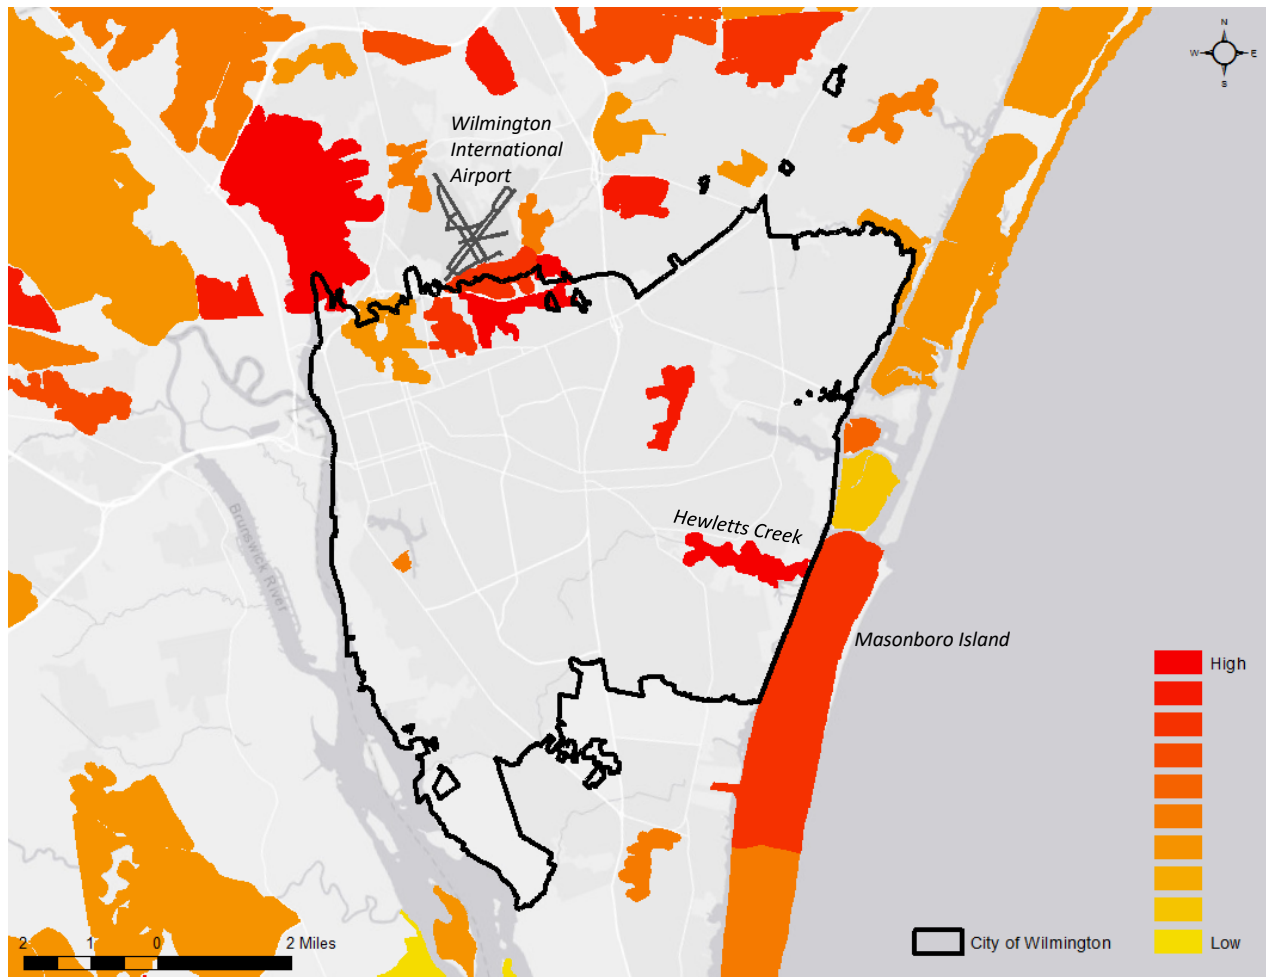 N
W E
S
Wilmington
International
Airport
Brunswick River
Hewletts Creek
Masonboro Island
High
Low
City of Wilmington
2 1 0 2 Miles